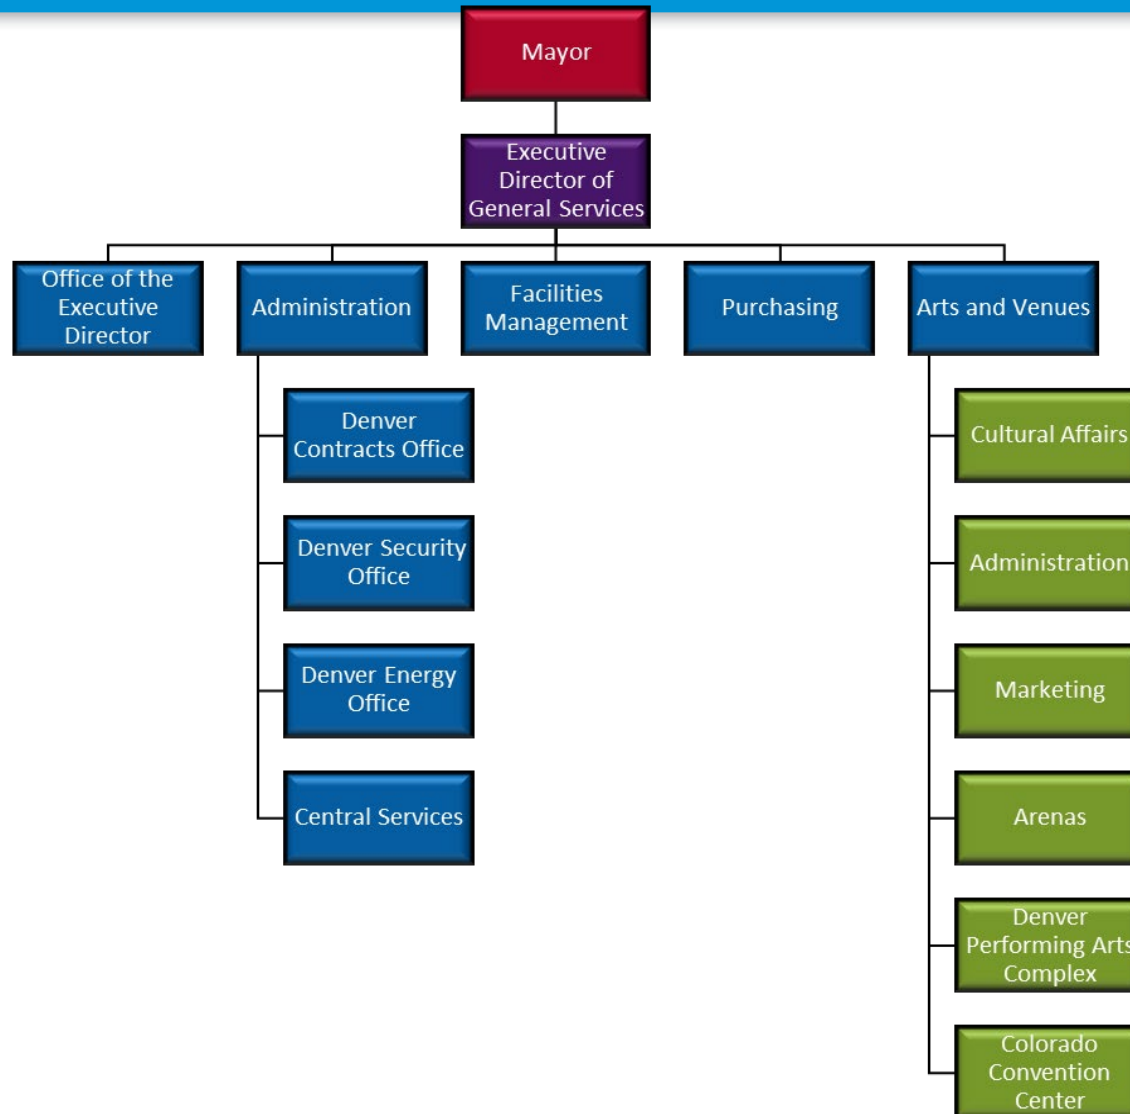 Mayor
Executive
Director of
General Services
Office of the
Executive
Director
Administration
Facilities
Management
Purchasing
Arts and Venues
Denver
Contracts Office
Denver Security
Office
Denver Energy
Office
Central Services
Cultural Affairs
Administration
Marketing
Arenas
Denver
Performing Arts
Complex
Colorado
Convention
Center